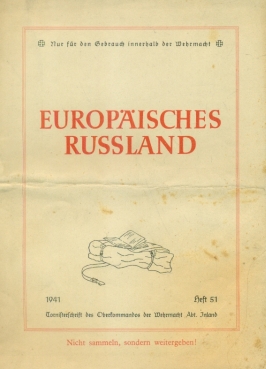 Nur für den Gebrauch innerhalb der Wehrmacht
EUROPÄISCHES
RUSSLAND
1941 Heft 51
Tornisterschrift des Oberkommandos der Wehrmacht Abt. Inland
Nicht sammeln, sondern weitergeben!